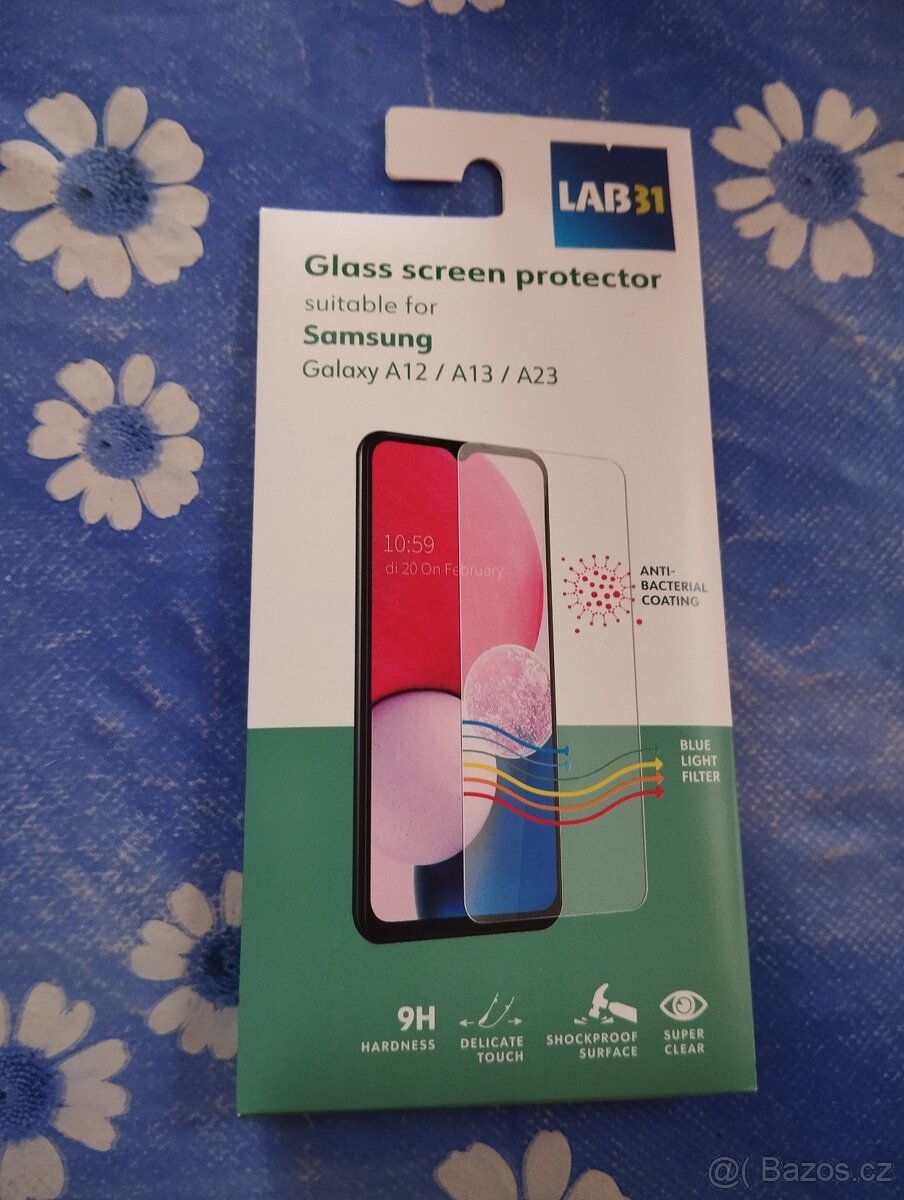 LAB31
Glass screen protector
suitable for
Samsung
Galaxy A12 / A13 / A23
10:59
di 20 On February
ANTI-
BACTERIAL
COATING
BLUE
LIGHT
FILTER
9H
HARDNESS
DELICATE
TOUCH
SHOCKPROOF
SURFACE
SUPER
CLEAR
@( Bazos.cz